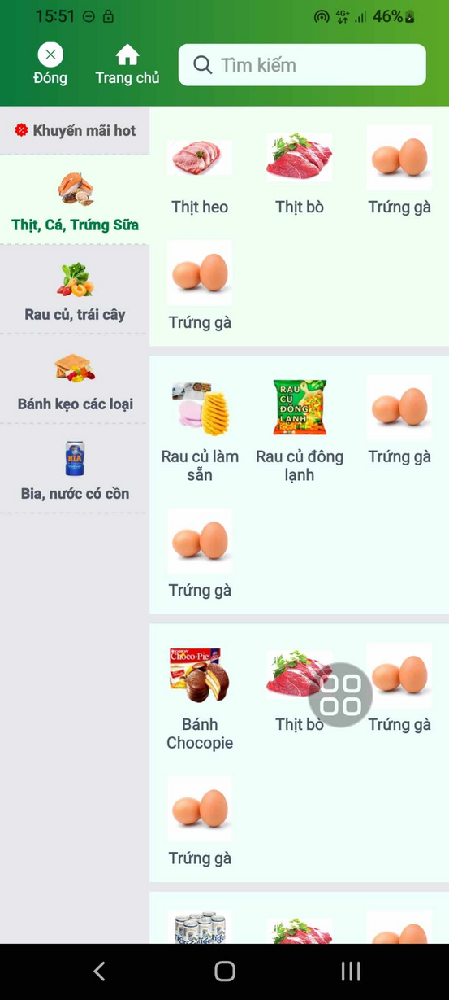 15:51
4G+
46%
Đóng
Trang chủ
Tìm kiếm
Khuyến mãi hot
Thịt, Cá, Trứng Sữa
Rau củ, trái cây
Bánh kẹo các loại
BIA
Bia, nước có cồn
Thịt heo
Thịt bò
Trứng gà
Trứng gà
RAU
CỦ
ĐÔNG
LẠNH
Rau củ làm
sẵn
Rau củ đông
lạnh
Trứng gà
Trứng gà
Choco-Pie
Bánh
Chocopie
Thịt bò
Trứng gà
Trứng gà